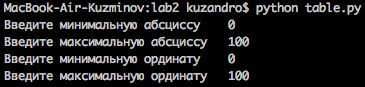 MacBook-Air-Kuzminov:lab2 kuzandro$ python table.py
Введите минимальную абсциссу 0
Введите максимальную абсциссу 100
Введите минимальную ординату 0
Введите максимальную ординату 100